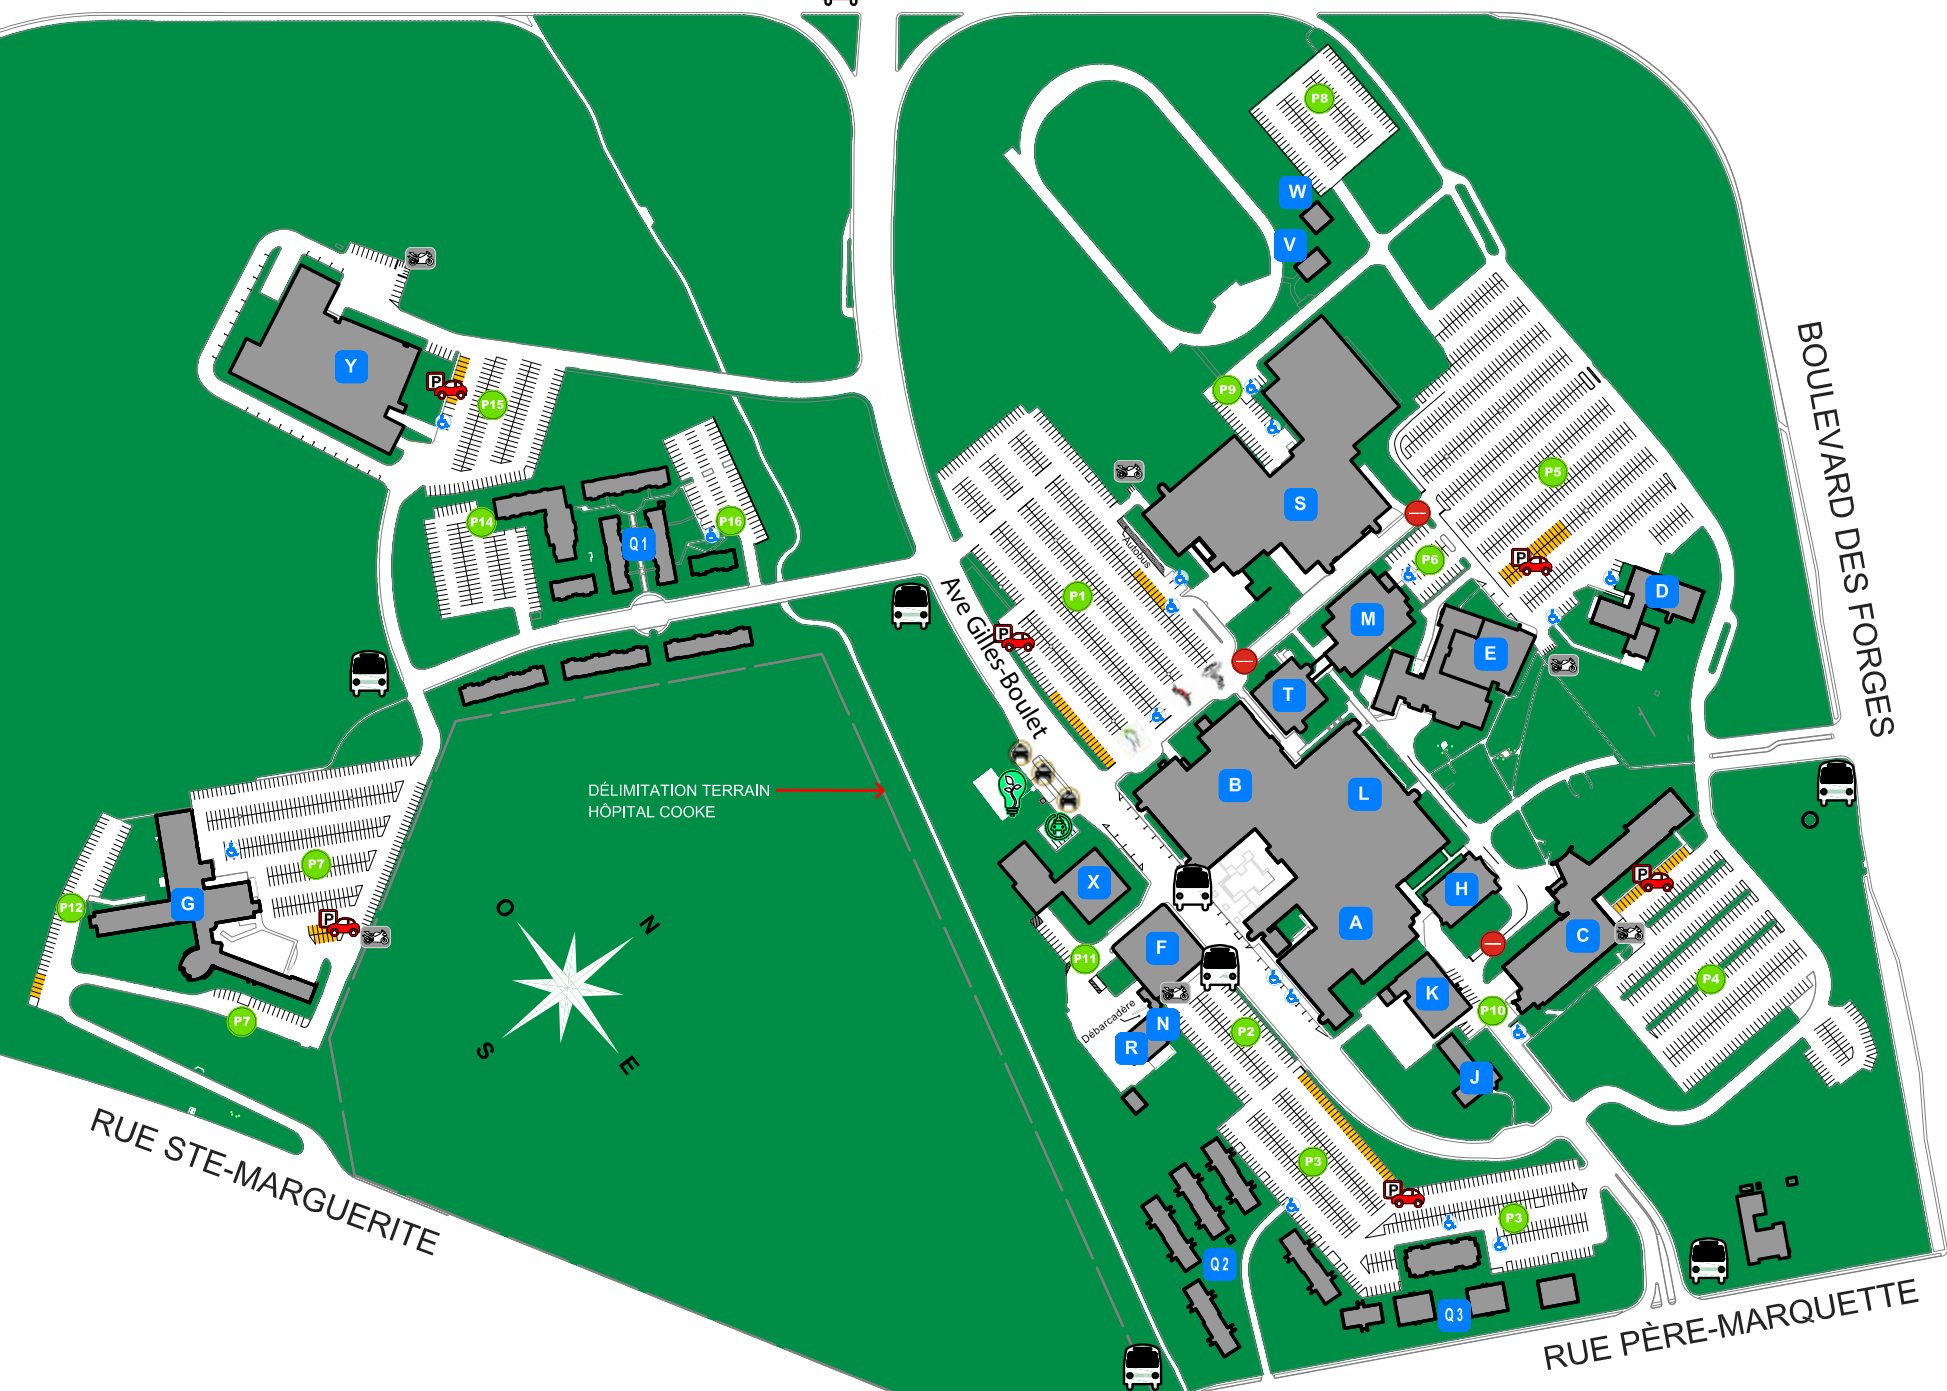 P8
W
V
BOULEVARD DES FORGES
Y
P
P15
P9
P5
S
P14
P16
Q1
Autobus
P6
P
P1
D
M
E
P
Ave Gilles-Boulet
T
DÉLIMITATION TERRAIN
HÔPITAL COOKE
B
L
P7
P12
G
P
X
H
P
A
C
F
P11
O
N
S
E
K
P4
P10
P7
Débarcadère
N
R
P2
J
RUE STE-MARGUERITE
P3
P
P3
Q2
Q3
RUE PÈRE-MARQUETTE